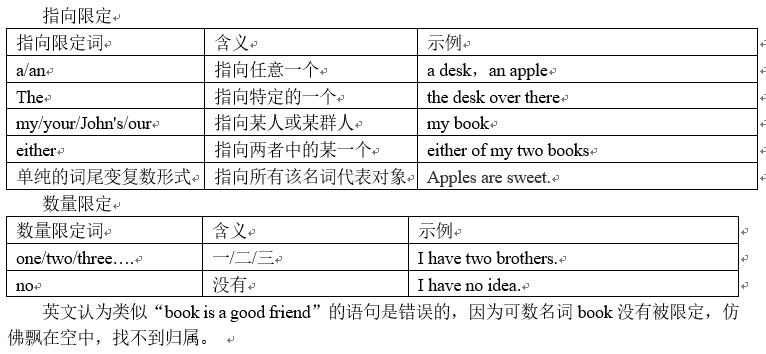 指向限定
指向限定词 含义 示例
a/an 指向任意一个 a desk，an apple
The 指向特定的一个 the desk over there
my/your/John's/our 指向某人或某群人 my book
either 指向两者中的某一个 either of my two books
单纯的词尾变复数形式 指向所有该名词代表对象 Apples are sweet.
数量限定
数量限定词 含义 示例
one/two/three…. 一/二/三 I have two brothers.
no 没有 I have no idea.
英文认为类似“book is a good friend”的语句是错误的，因为可数名词 book 没有被限定，仿
佛飘在空中，找不到归属。